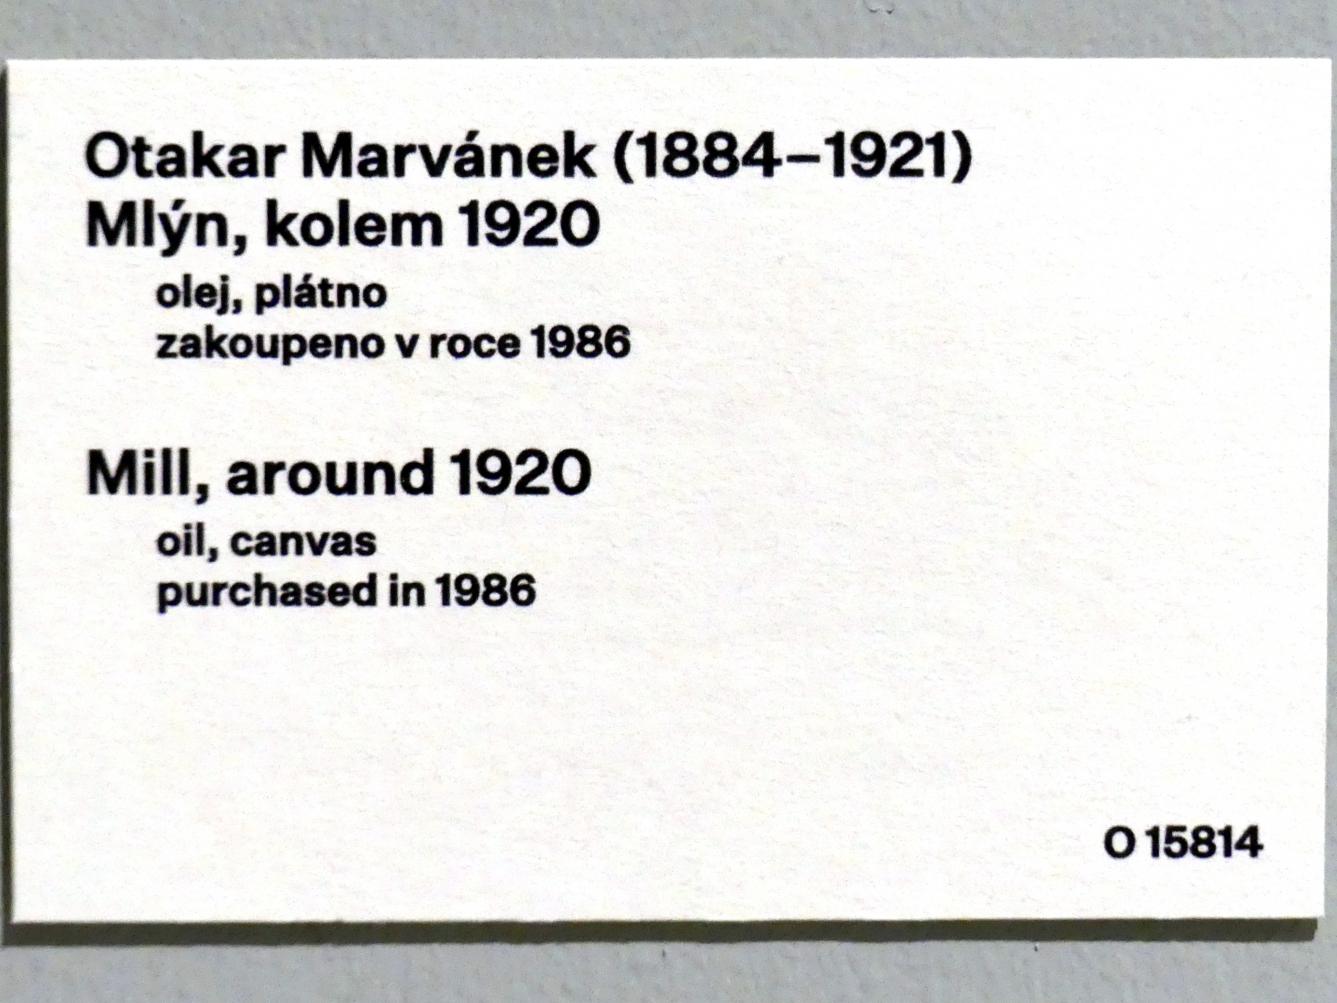 Otakar Marvánek (1884–1921)
Mlýn, kolem 1920
olej, plátno
zakoupeno v roce 1986
Mill, around 1920
oil, canvas
purchased in 1986
O 15814